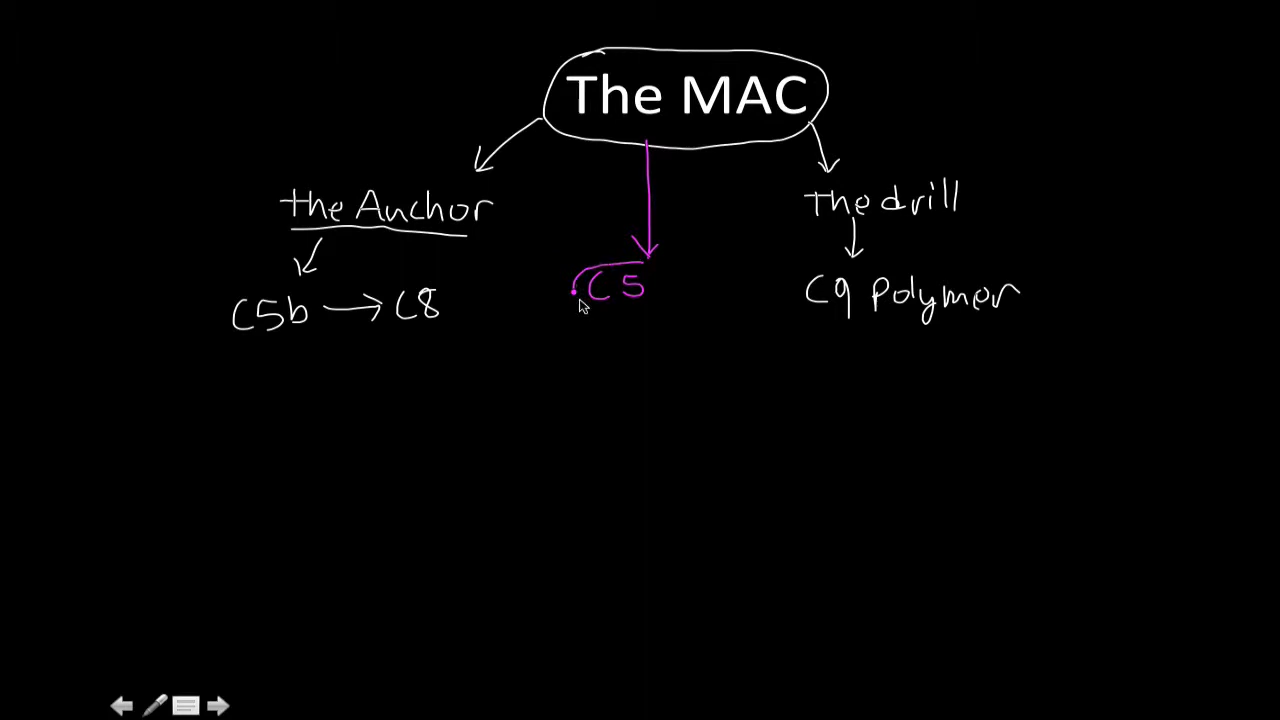 The MAC
the Anchor
The drill
C5b → C8
C5
C9 polymer